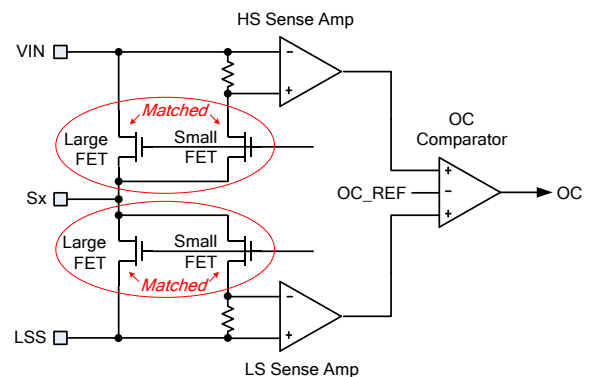 HS Sense Amp
VIN
−
+
Matched
Large
FET
Small
FET
OC
Comparator
+
−
+
OC_REF
OC
Sx
Large
FET
Small
FET
Matched
−
+
LSS
LS Sense Amp